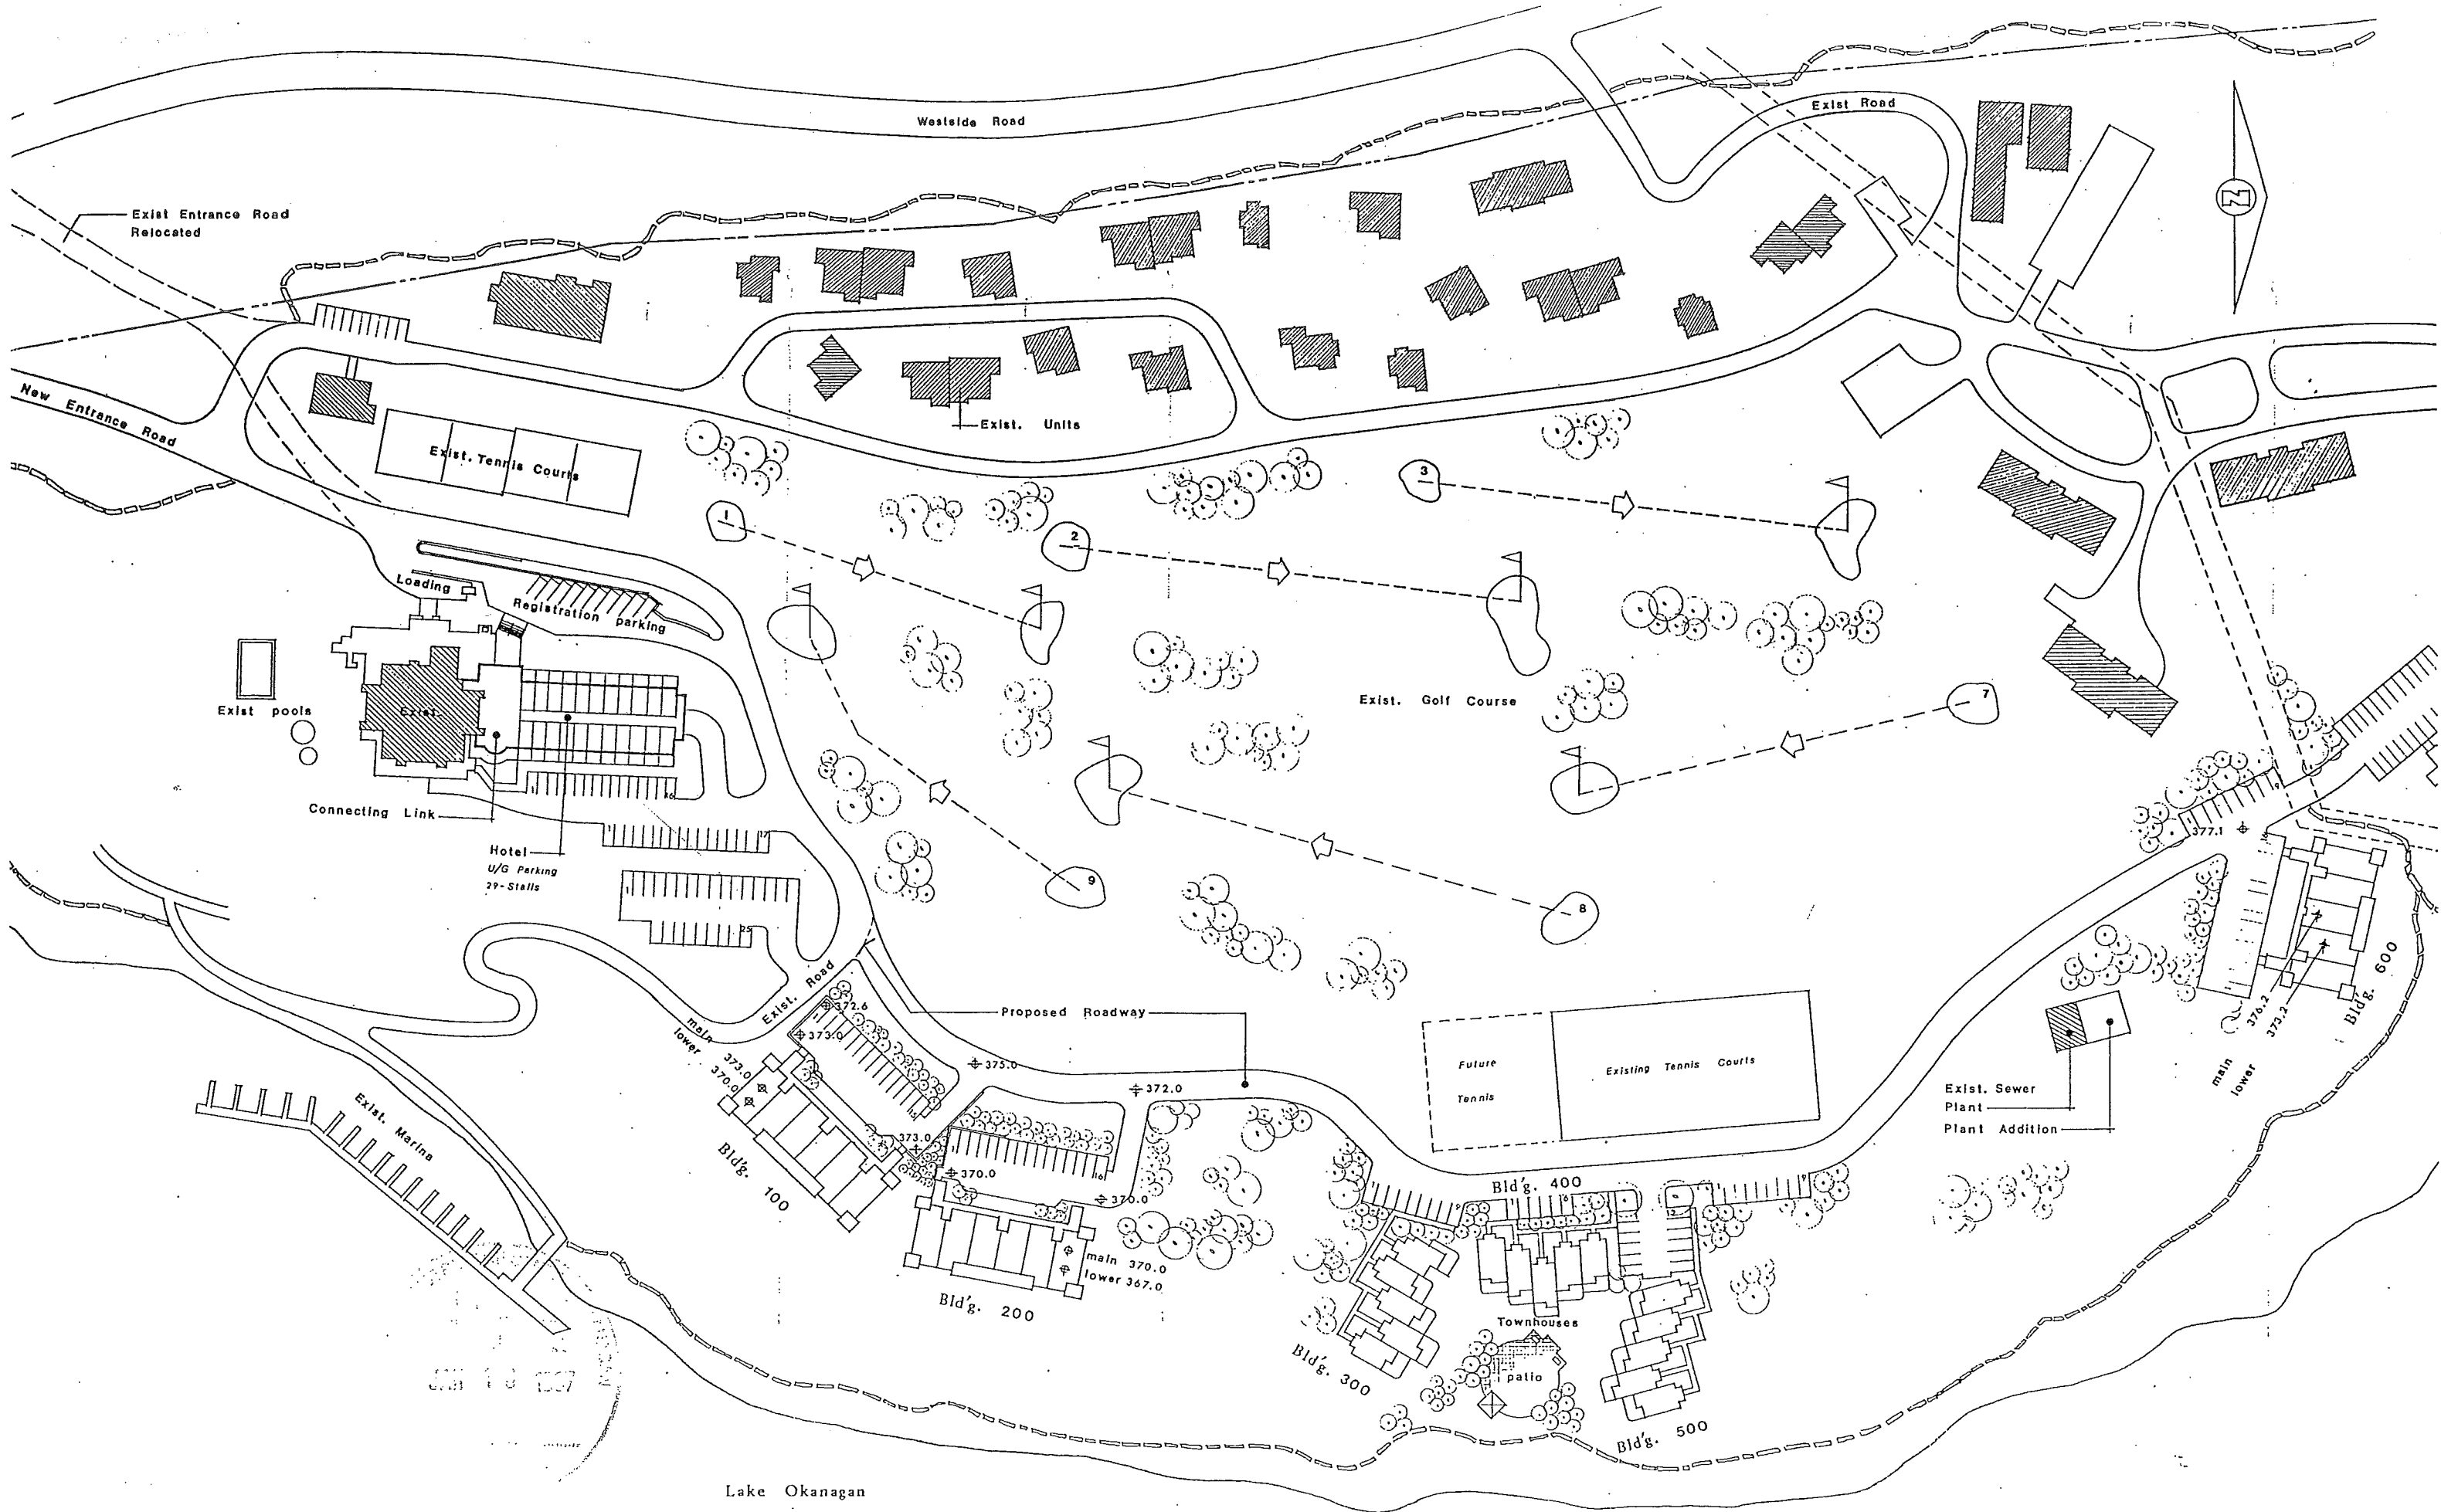 Westside Road
Exist Road
N
Exist Entrance Road
Relocated
New Entrance Road
Exist. Tennis Courts
Exist. Units
1
2
3
Loading
Registration parking
Exist.
Exist pools
Exist. Golf Course
7
Connecting Link
16
Hotel
U/G Parking
29-Stalls
25
9
8
377.1
9
Exist. Road
372.6
373.0
Proposed Roadway
375.0
372.0
main 373.0
lower 370.0
373.0
370.0
370.0
16
Future
Tennis
Existing Tennis Courts
Exist. Sewer
Plant
Plant Addition
main 376.2
lower 373.2
Bld'g. 600
Exist. Marina
Bld'g. 100
main 370.0
lower 367.0
Bld'g. 200
Bld'g. 400
Townhouses
patio
Bld'g. 300
Bld'g. 500
Lake Okanagan